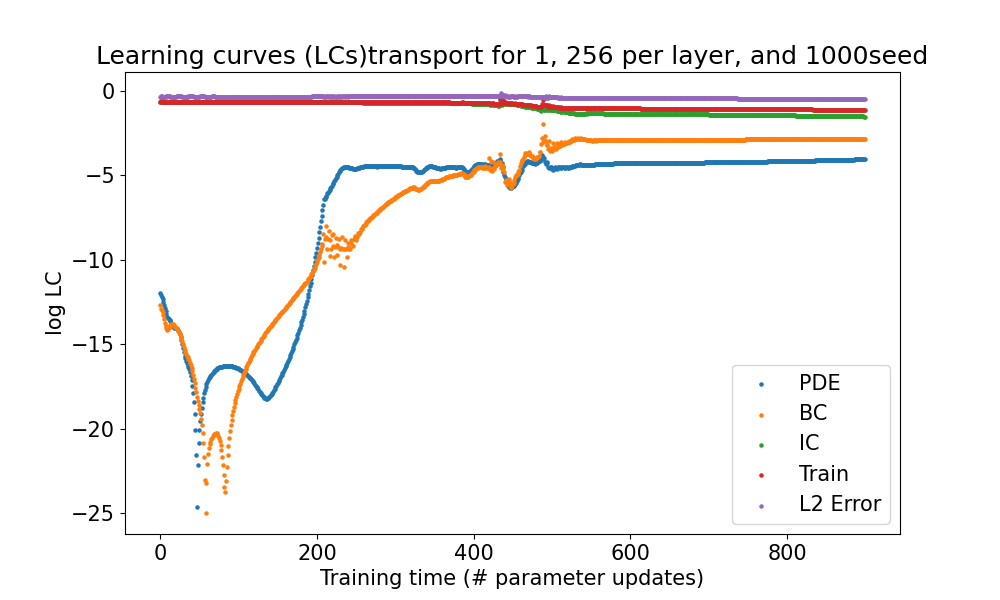 Learning curves (LCs)transport for 1, 256 per layer, and 1000seed
log LC
0
−5
−10
−15
−20
−25
0 200 400 600 800
Training time (# parameter updates)
PDE
BC
IC
Train
L2 Error